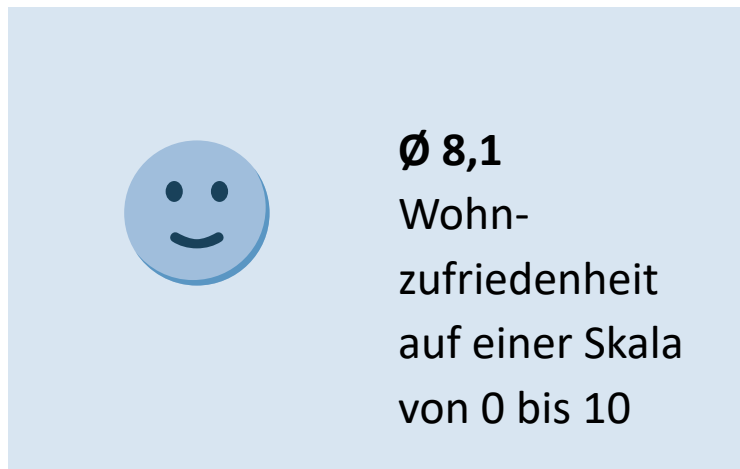 Ø 8,1
Wohn-
zufriedenheit
auf einer Skala
von 0 bis 10